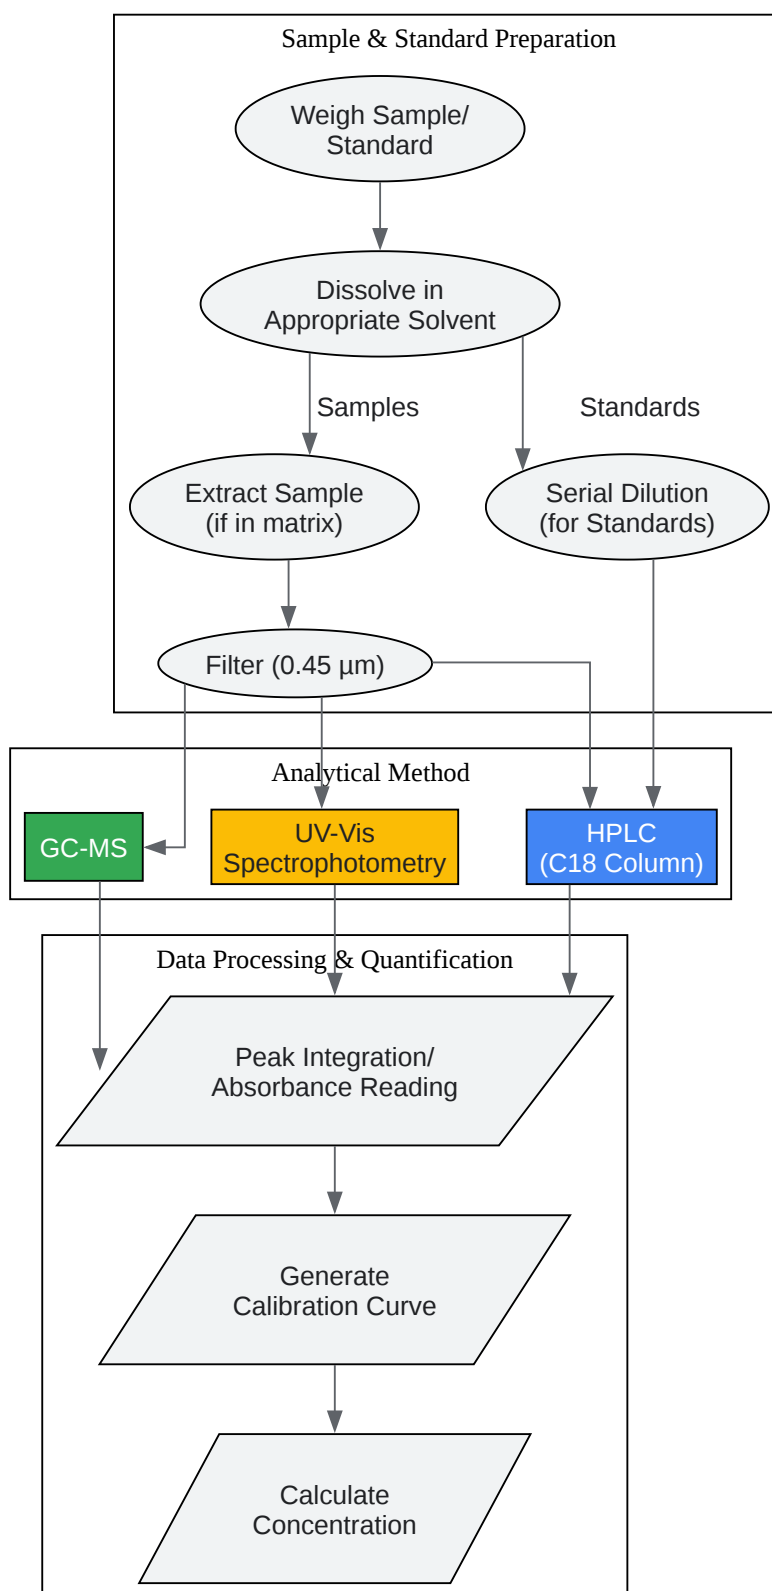 Sample & Standard Preparation
Weigh Sample/
Standard
Dissolve in
Appropriate Solvent
Samples
Standards
Extract Sample
(if in matrix)
Serial Dilution
(for Standards)
Filter (0.45 µm)
Analytical Method
GC-MS
UV-Vis
Spectrophotometry
HPLC
(C18 Column)
Data Processing & Quantification
Peak Integration/
Absorbance Reading
Generate
Calibration Curve
Calculate
Concentration